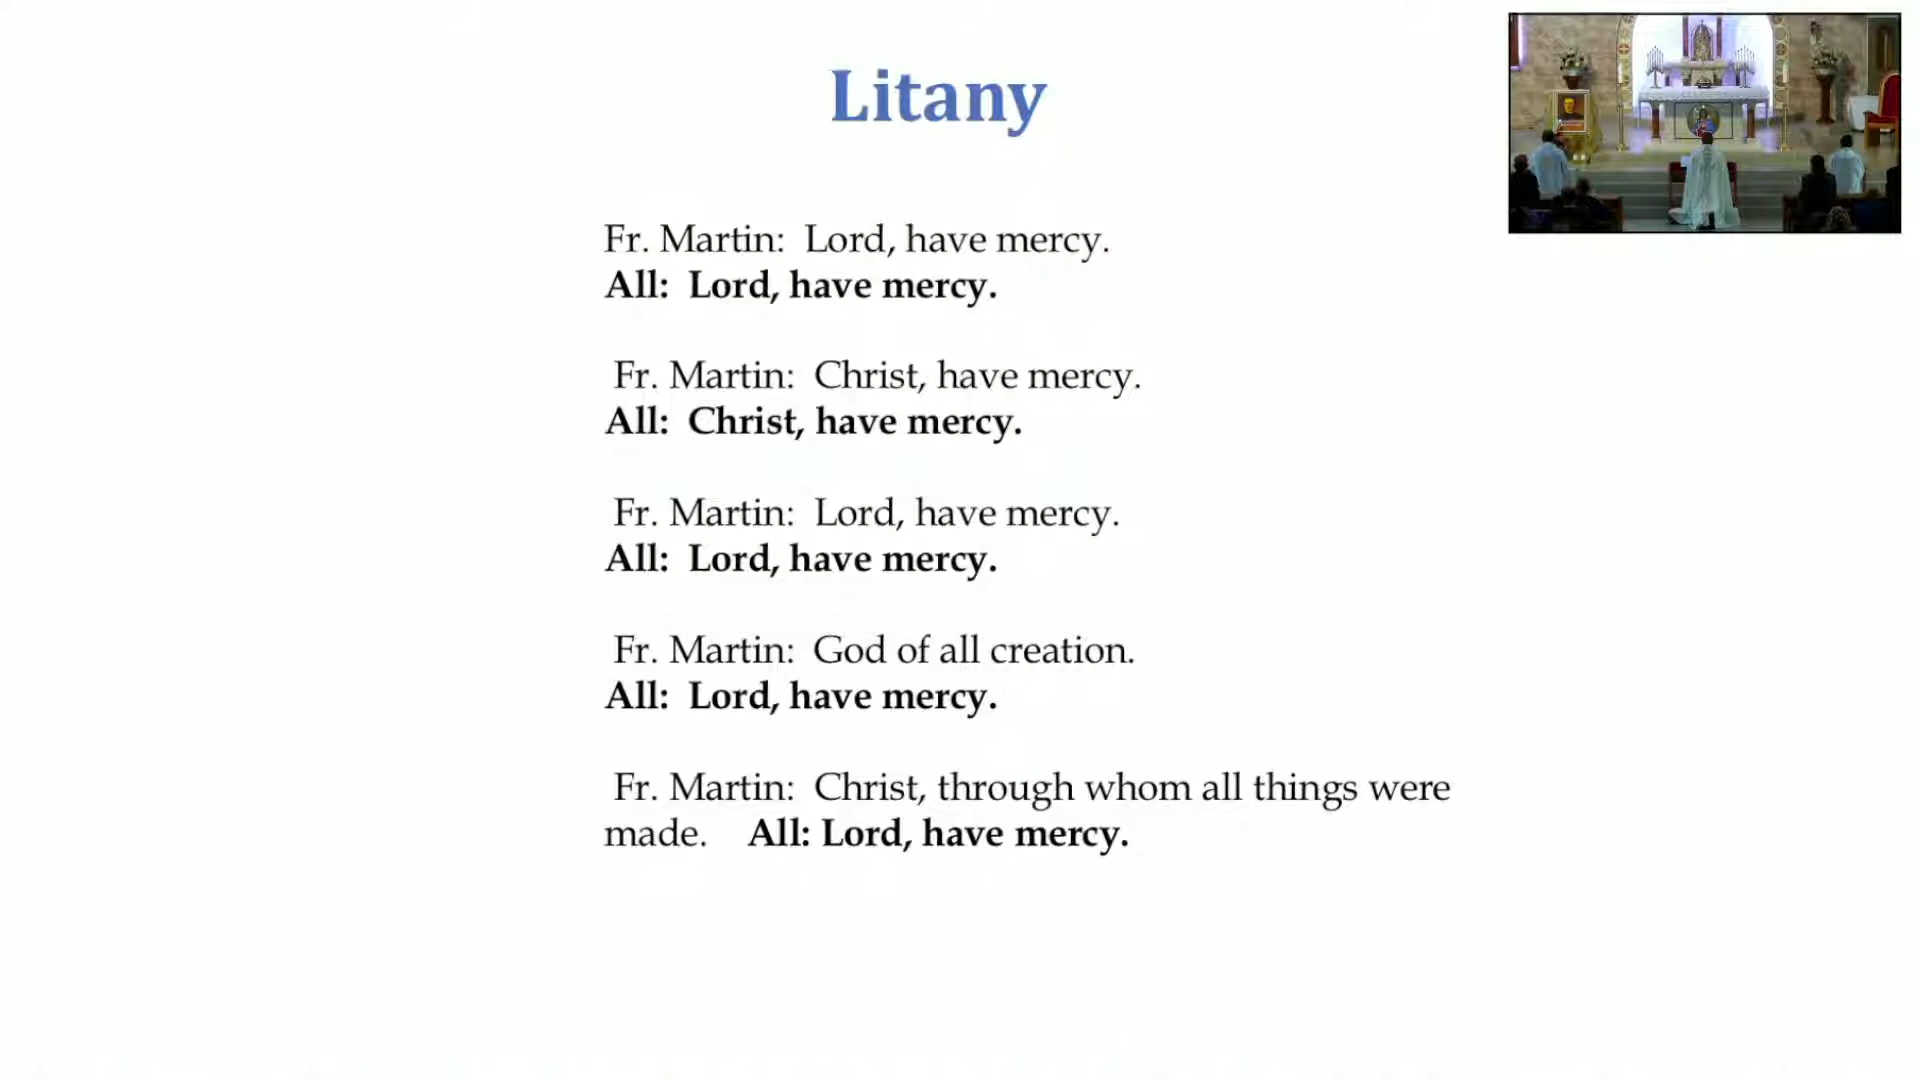 Litany
Fr. Martin: Lord, have mercy.
All: Lord, have mercy.
Fr. Martin: Christ, have mercy.
All: Christ, have mercy.
Fr. Martin: Lord, have mercy.
All: Lord, have mercy.
Fr. Martin: God of all creation.
All: Lord, have mercy.
Fr. Martin: Christ, through whom all things were
made. All: Lord, have mercy.